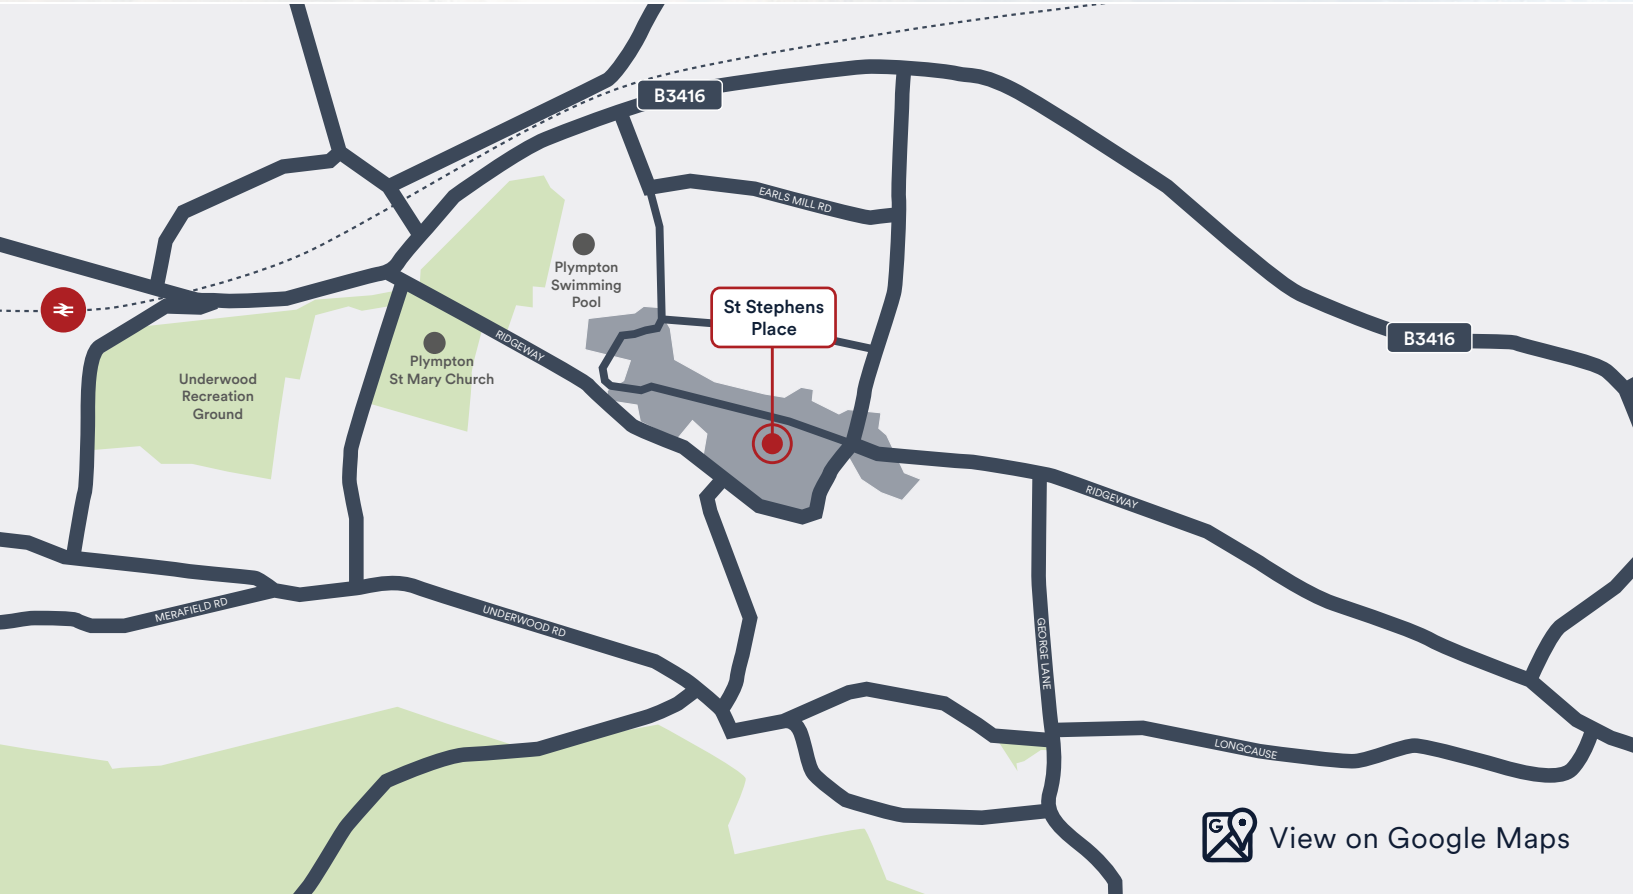 B3416
EARLS MILL RD
Plympton
Swimming
Pool
St Stephens
Place
RIDGEWAY
B3416
Plympton
St Mary Church
Underwood
Recreation
Ground
RIDGEWAY
MERAFIELD RD
UNDERWOOD RD
GEORGE LANE
LONGCAUSE
G
View on Google Maps